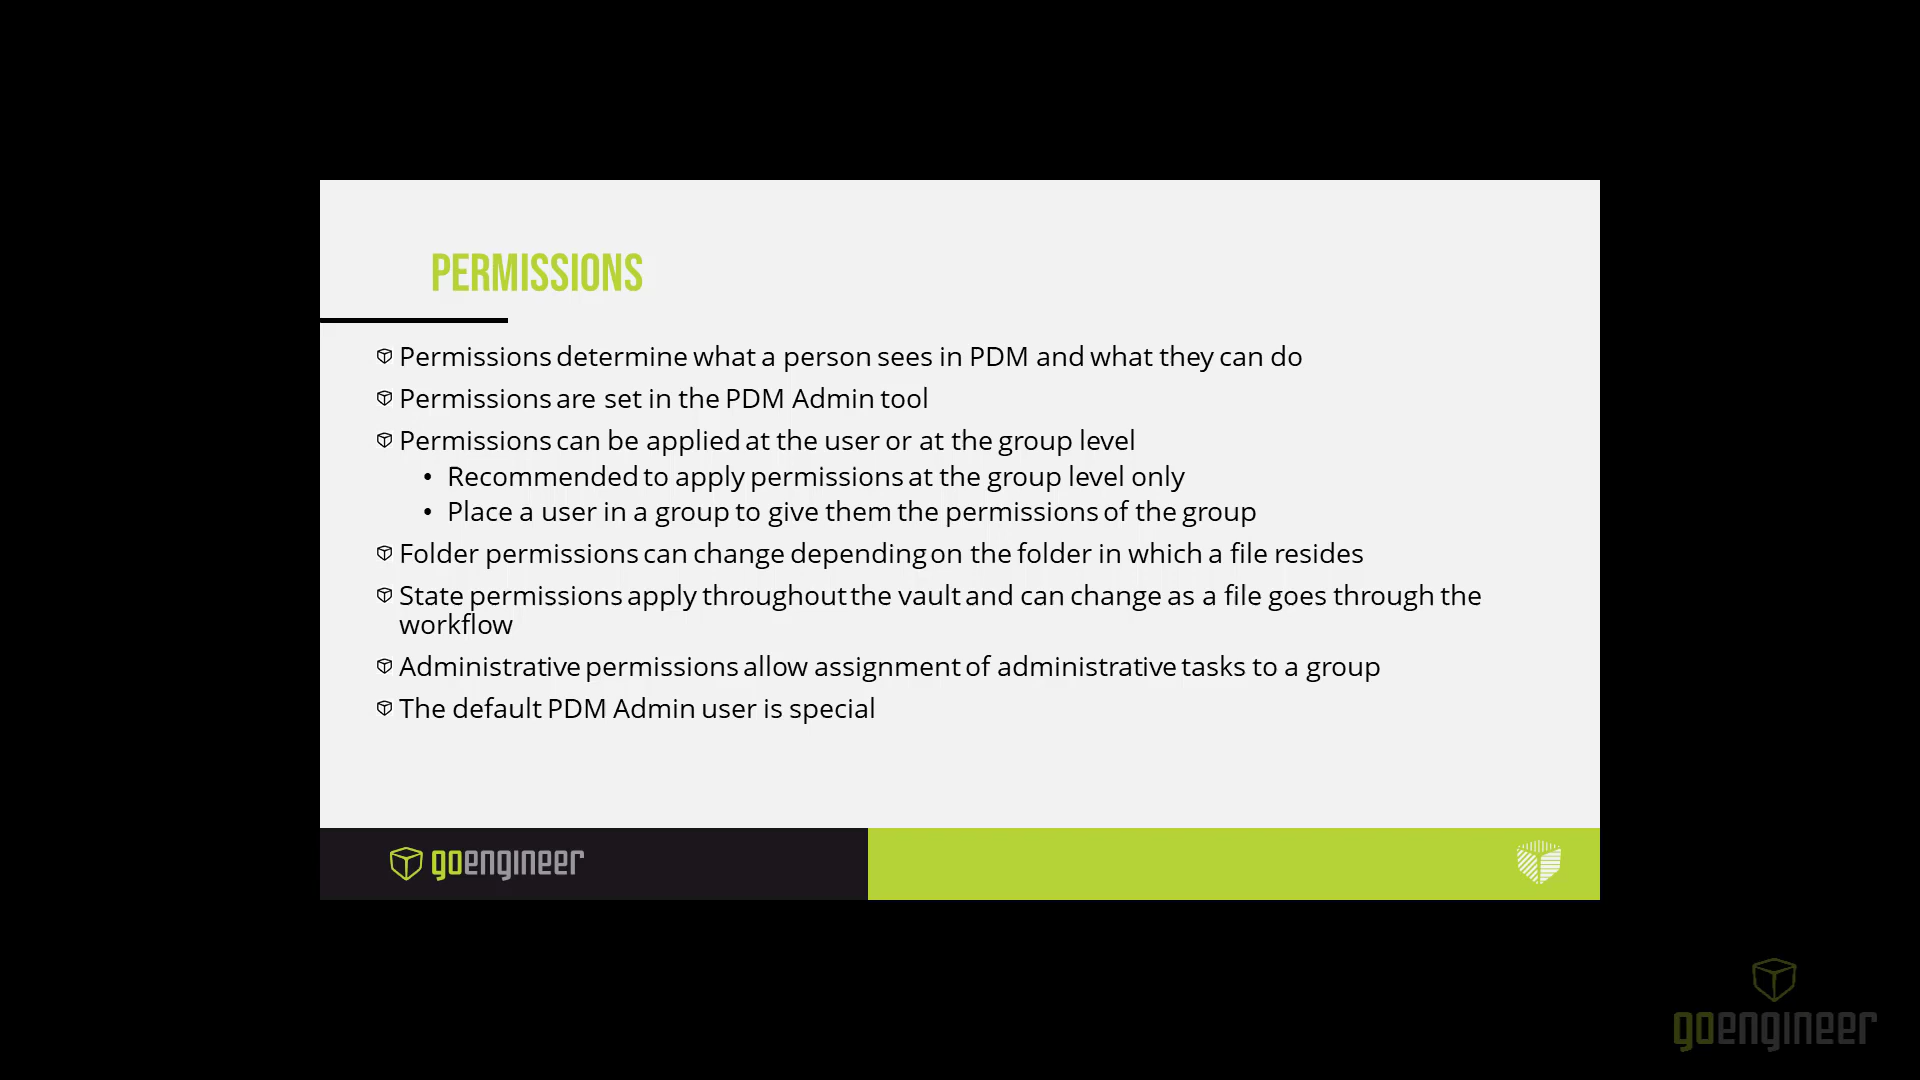 PERMISSIONS
Permissions determine what a person sees in PDM and what they can do
Permissions are set in the PDM Admin tool
Permissions can be applied at the user or at the group level
• Recommended to apply permissions at the group level only
• Place a user in a group to give them the permissions of the group
Folder permissions can change depending on the folder in which a file resides
State permissions apply throughout the vault and can change as a file goes through the
workflow
Administrative permissions allow assignment of administrative tasks to a group
The default PDM Admin user is special
goengineer
goengineer